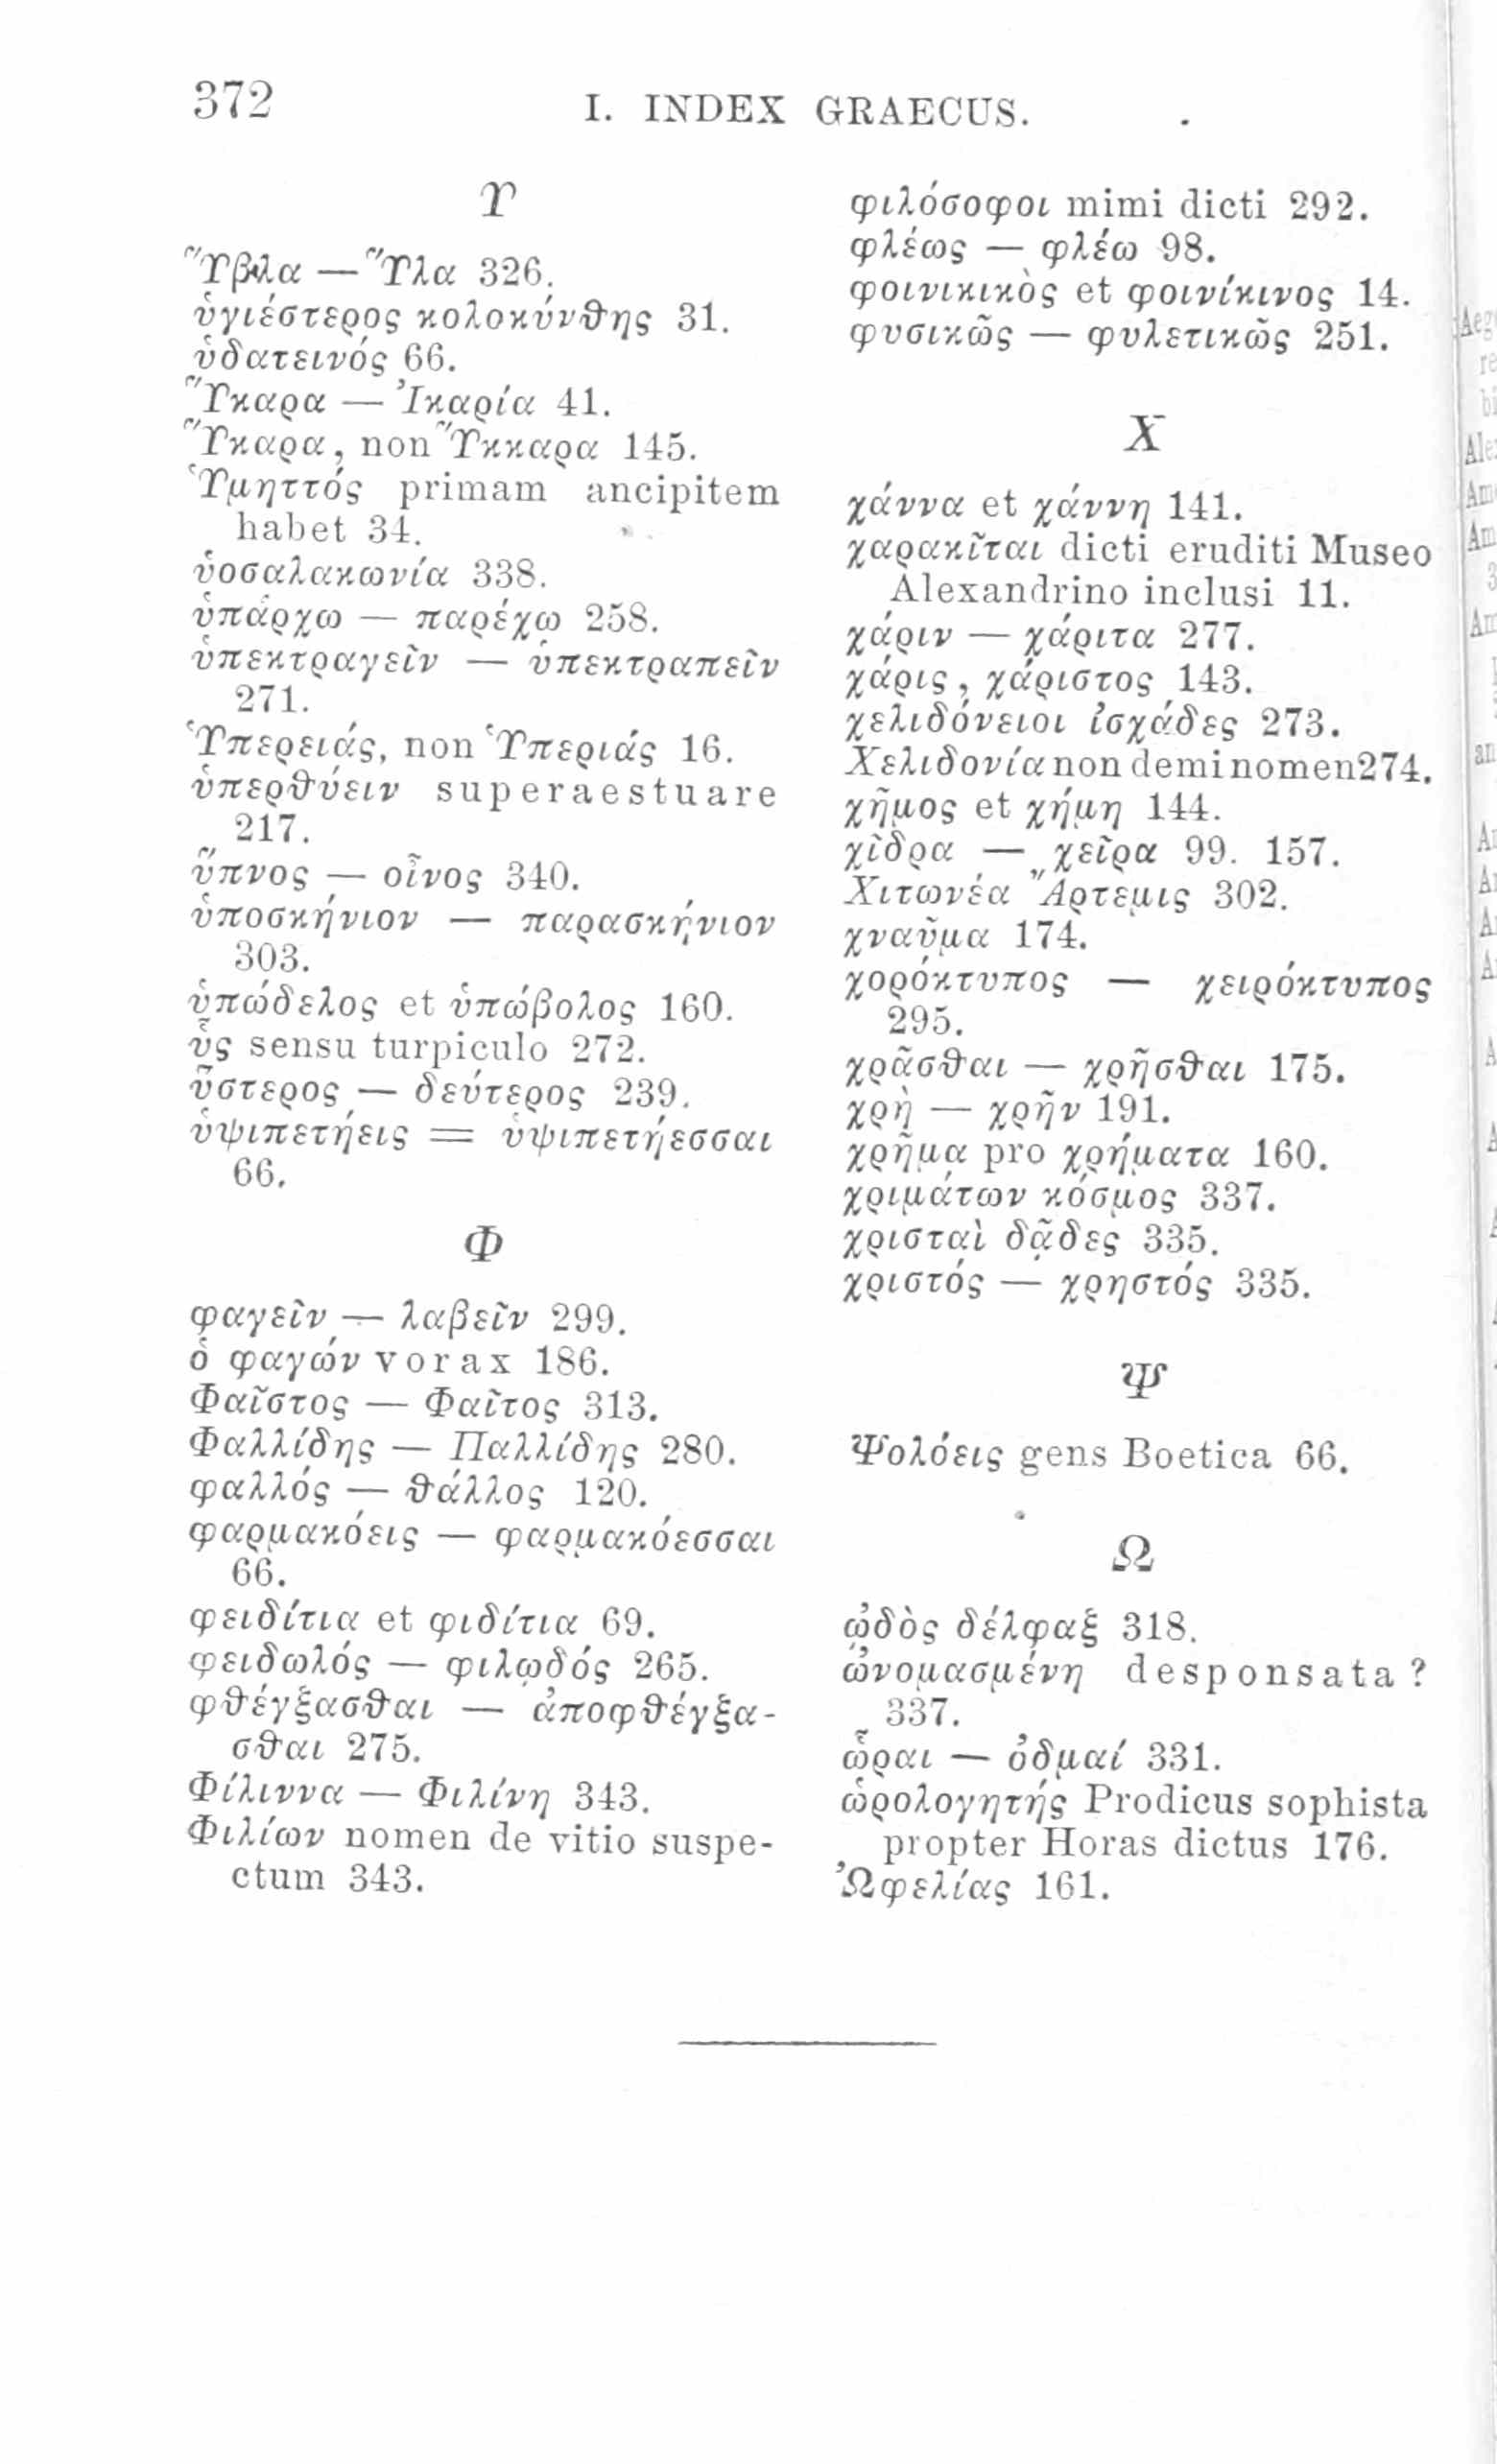 372
I. INDEX GRAECUS.
Υ
Ὕβλα — Ὕλα 326.
ὑγιέστερος κολοκύνθης 31.
ὑδατεινός 66.
Ὕκαρα — Ἰκαρία 41.
Ὕκαρα, non Ὕκκαρα 145.
Ὑμηττός primam ancipitem
habet 34.
ὑοσαλακωνία 338.
ὑπάρχω — παρέχω 258.
ὑπεκτραγεῖν — ὑπεκτραπεῖν
271.
Ὑπερειάς, non Ὑπεριάς 16.
ὑπερθύειν superaestuare
217.
ὕπνος — οἶνος 340.
ὑποσκήνιον — παρασκήνιον
303.
ὑπώδελος et ὑπώβολος 160.
ὗς sensu turpiculo 272.
ὕστερος — δεύτερος 239.
ὑψιπετήεις = ὑψιπετήεσσαι
66.
Φ
φαγεῖν — λαβεῖν 299.
ὁ φαγών vorax 186.
Φαῖστος — Φαῖτος 313.
Φαλλίδης — Παλλίδης 280.
φαλλός — θάλλος 120.
φαρμακόεις — φαρμακόεσσαι
66.
φειδίτια et φιδίτια 69.
φειδωλός — φιλῳδός 265.
φθέγξασθαι — ἀποφθέγξα-
σθαι 275.
Φίλιννα — Φιλίνη 343.
Φιλίων nomen de vitio suspe-
ctum 343.
φιλόσοφοι mimi dicti 292.
φλέως — φλέω 98.
φοινικικὸς et φοινίκινος 14.
φυσικῶς — φυλετικῶς 251.
Χ
χάννα et χάννη 141.
χαρακῖται dicti eruditi Museo
Alexandrino inclusi 11.
χάριν — χάριτα 277.
χάρις, χάριστος 143.
χελιδόνειοι ἰσχάδες 273.
Χελιδονία non demi nomen 274.
χῆμος et χήμη 144.
χῖδρα — χεῖρα 99. 157.
Χιτωνέα Ἄρτεμις 302.
χναῦμα 174.
χορόκτυπος — χειρόκτυπος
295.
χρᾶσθαι — χρῆσθαι 175.
χρὴ — χρῆν 191.
χρῆμα pro χρήματα 160.
χριμάτων κόσμος 337.
χρισταὶ δᾷδες 335.
χριστός — χρηστός 335.
Ψ
Ψολόεις gens Boetica 66.
Ω
ᾠδὸς δέλφαξ 318.
ὠνομασμένη desponsata?
337.
ὧραι — ὀδμαί 331.
ὡρολογητής Prodicus sophista
propter Horas dictus 176.
Ὠφελίας 161.